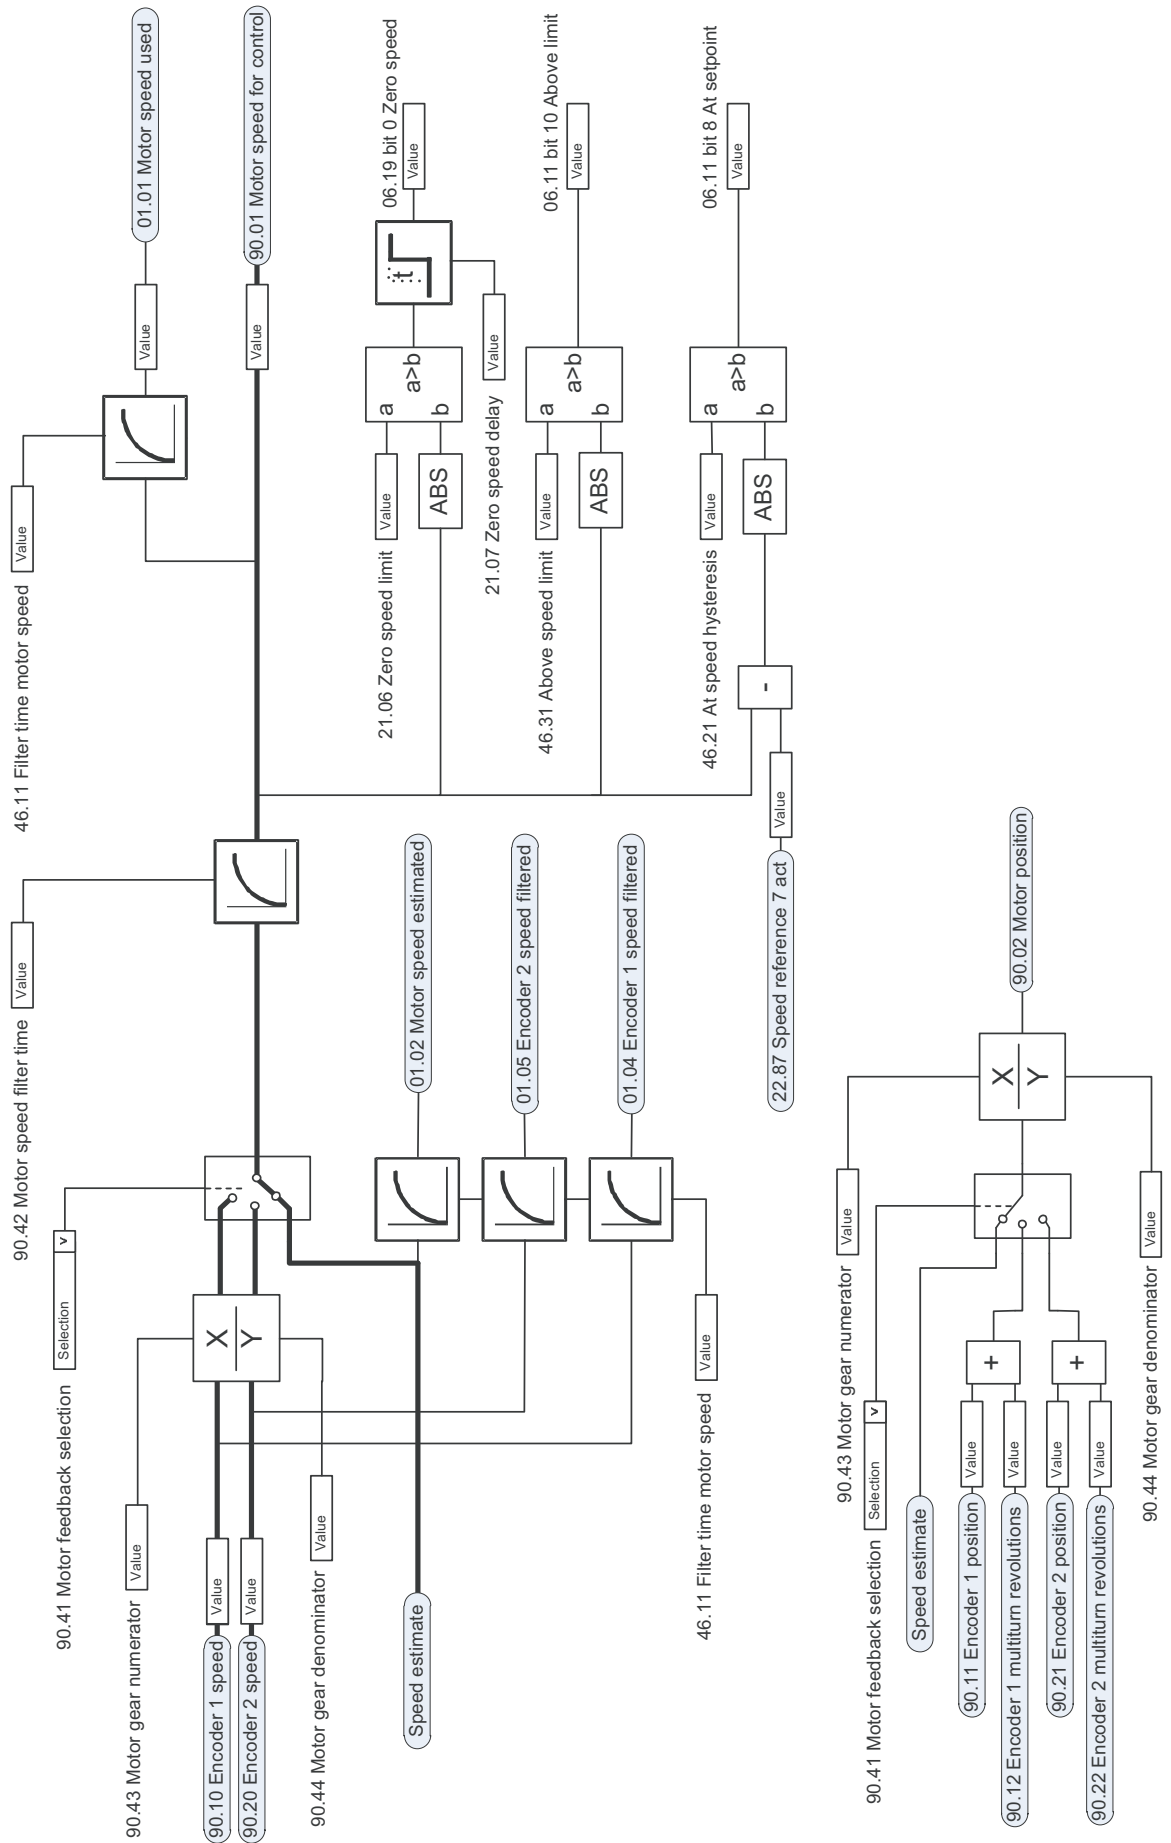 90.42 Motor speed filter time
Value
46.11 Filter time motor speed
Value
90.41 Motor feedback selection
Selection
v
90.43 Motor gear numerator
Value
Value
01.01 Motor speed used
90.10 Encoder 1 speed
Value
X
90.20 Encoder 2 speed
Value
Y
Value
90.01 Motor speed for control
90.44 Motor gear denominator
Value
21.06 Zero speed limit
Value
a
a>b
b
ABS
t
06.19 bit 0 Zero speed
Value
Speed estimate
01.02 Motor speed estimated
21.07 Zero speed delay
Value
01.05 Encoder 2 speed filtered
46.31 Above speed limit
Value
a
a>b
b
ABS
06.11 bit 10 Above limit
Value
01.04 Encoder 1 speed filtered
46.11 Filter time motor speed
Value
46.21 At speed hysteresis
Value
a
a>b
b
ABS
06.11 bit 8 At setpoint
Value
-
22.87 Speed reference 7 act
Value
90.43 Motor gear numerator
Value
90.41 Motor feedback selection
Selection
v
Speed estimate
90.11 Encoder 1 position
Value
+
90.12 Encoder 1 multiturn revolutions
Value
X
Y
90.02 Motor position
90.21 Encoder 2 position
Value
+
90.22 Encoder 2 multiturn revolutions
Value
90.44 Motor gear denominator
Value